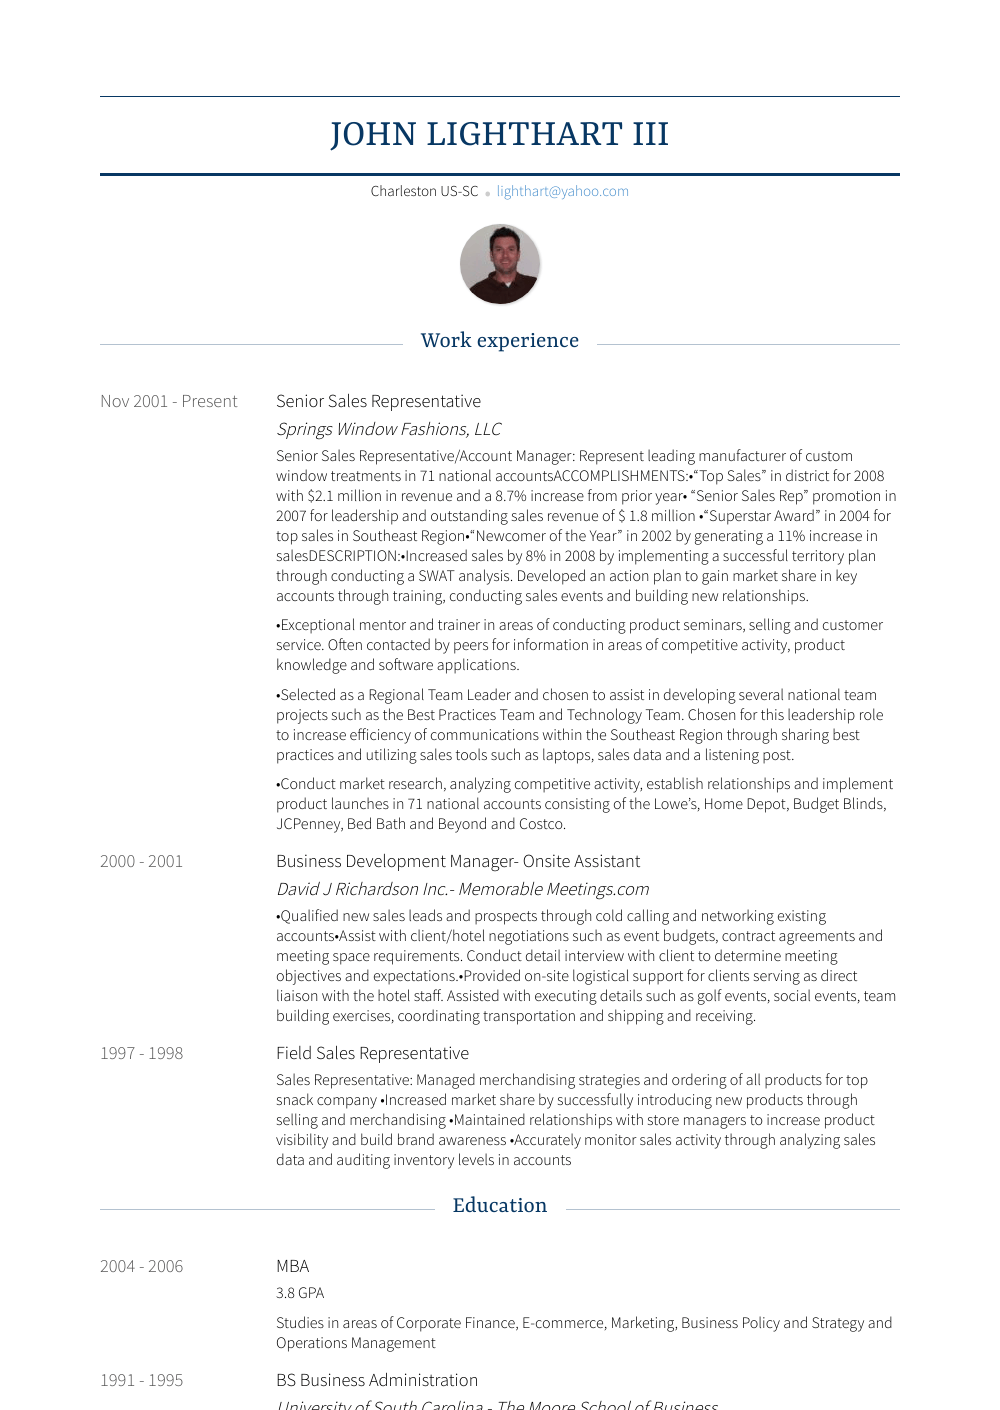 JOHN LIGHTHART III
Charleston US-SC ● lighthart@yahoo.com
Work experience
Nov 2001 - Present
Senior Sales Representative
Springs Window Fashions, LLC
Senior Sales Representative/Account Manager: Represent leading manufacturer of custom
window treatments in 71 national accountsACCOMPLISHMENTS:•“Top Sales” in district for 2008
with $2.1 million in revenue and a 8.7% increase from prior year• “Senior Sales Rep” promotion in
2007 for leadership and outstanding sales revenue of $ 1.8 million •“Superstar Award” in 2004 for
top sales in Southeast Region•“Newcomer of the Year” in 2002 by generating a 11% increase in
salesDESCRIPTION:•Increased sales by 8% in 2008 by implementing a successful territory plan
through conducting a SWAT analysis. Developed an action plan to gain market share in key
accounts through training, conducting sales events and building new relationships.
•Exceptional mentor and trainer in areas of conducting product seminars, selling and customer
service. Often contacted by peers for information in areas of competitive activity, product
knowledge and software applications.
•Selected as a Regional Team Leader and chosen to assist in developing several national team
projects such as the Best Practices Team and Technology Team. Chosen for this leadership role
to increase efficiency of communications within the Southeast Region through sharing best
practices and utilizing sales tools such as laptops, sales data and a listening post.
•Conduct market research, analyzing competitive activity, establish relationships and implement
product launches in 71 national accounts consisting of the Lowe’s, Home Depot, Budget Blinds,
JCPenney, Bed Bath and Beyond and Costco.
2000 - 2001
Business Development Manager- Onsite Assistant
David J Richardson Inc.- Memorable Meetings.com
•Qualified new sales leads and prospects through cold calling and networking existing
accounts•Assist with client/hotel negotiations such as event budgets, contract agreements and
meeting space requirements. Conduct detail interview with client to determine meeting
objectives and expectations.•Provided on-site logistical support for clients serving as direct
liaison with the hotel staff. Assisted with executing details such as golf events, social events, team
building exercises, coordinating transportation and shipping and receiving.
1997 - 1998
Field Sales Representative
Sales Representative: Managed merchandising strategies and ordering of all products for top
snack company •Increased market share by successfully introducing new products through
selling and merchandising •Maintained relationships with store managers to increase product
visibility and build brand awareness •Accurately monitor sales activity through analyzing sales
data and auditing inventory levels in accounts
Education
2004 - 2006
MBA
3.8 GPA
Studies in areas of Corporate Finance, E-commerce, Marketing, Business Policy and Strategy and
Operations Management
1991 - 1995
BS Business Administration
University of South Carolina - The Moore School of Business